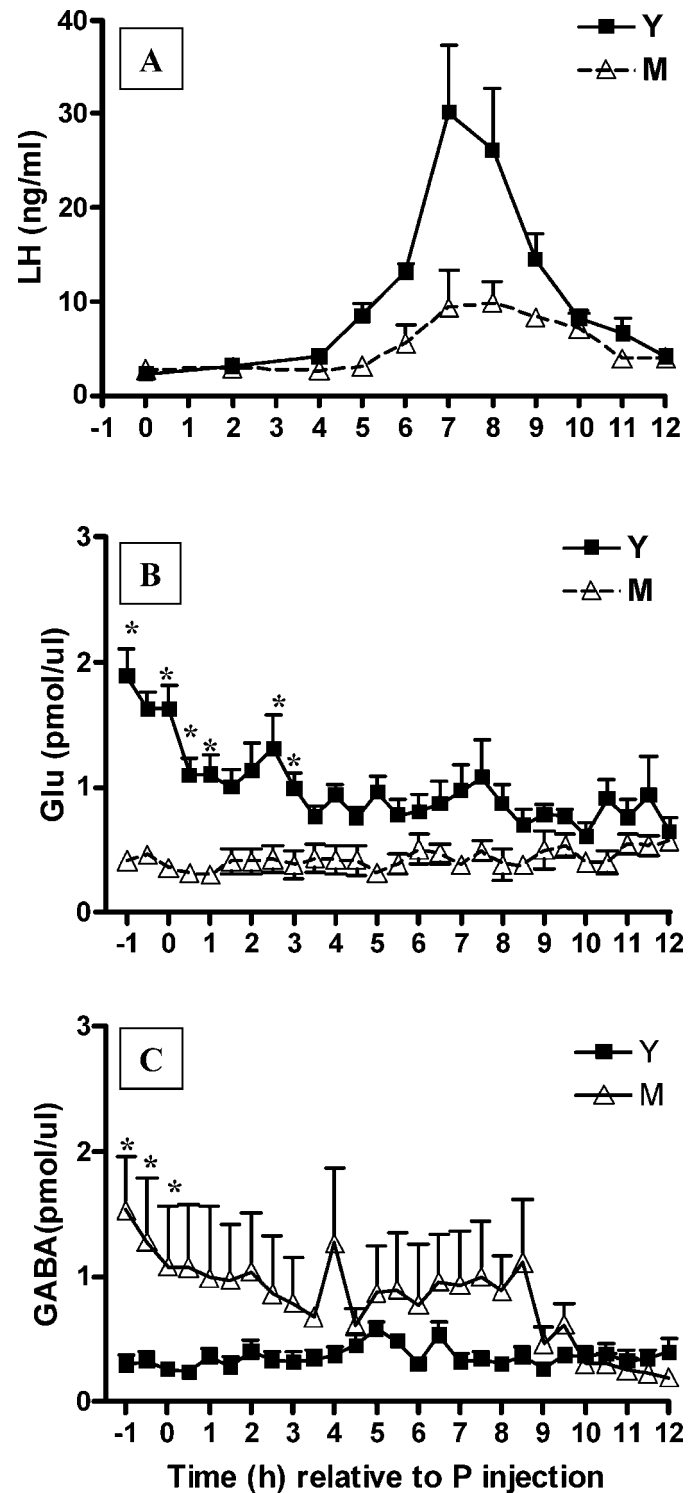 40
A
Y
M
30
20
10
0
LH (ng/ml)
-1 0 1 2 3 4 5 6 7 8 9 10 11 12
3
B
Y
M
2
1
0
Glu (pmol/ul)
* * * * * *
-1 0 1 2 3 4 5 6 7 8 9 10 11 12
3
C
Y
M
2
1
0
GABA(pmol/ul)
* * *
-1 0 1 2 3 4 5 6 7 8 9 10 11 12
Time (h) relative to P injection